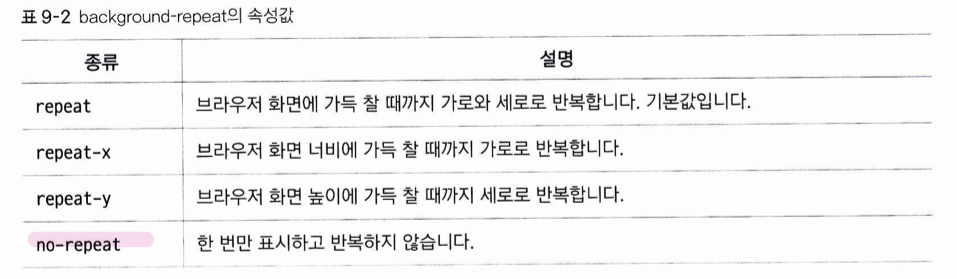 표 9-2 background-repeat의 속성값
종류 설명
repeat 브라우저 화면에 가득 찰 때까지 가로와 세로로 반복합니다. 기본값입니다.
repeat-x 브라우저 화면 너비에 가득 찰 때까지 가로로 반복합니다.
repeat-y 브라우저 화면 높이에 가득 찰 때까지 세로로 반복합니다.
no-repeat 한 번만 표시하고 반복하지 않습니다.